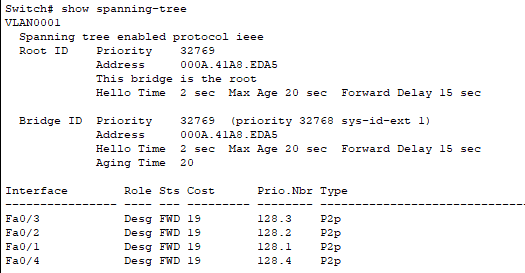 Switch# show spanning-tree
VLAN0001
  Spanning tree enabled protocol ieee
  Root ID    Priority    32769
             Address     000A.41A8.EDA5
             This bridge is the root
             Hello Time  2 sec  Max Age 20 sec  Forward Delay 15 sec

  Bridge ID  Priority    32769  (priority 32768 sys-id-ext 1)
             Address     000A.41A8.EDA5
             Hello Time  2 sec  Max Age 20 sec  Forward Delay 15 sec
             Aging Time  20

Interface        Role Sts Cost      Prio.Nbr Type
---------------- ---- --- --------- -------- --------------------------------
Fa0/3            Desg FWD 19        128.3    P2p
Fa0/2            Desg FWD 19        128.2    P2p
Fa0/1            Desg FWD 19        128.1    P2p
Fa0/4            Desg FWD 19        128.4    P2p